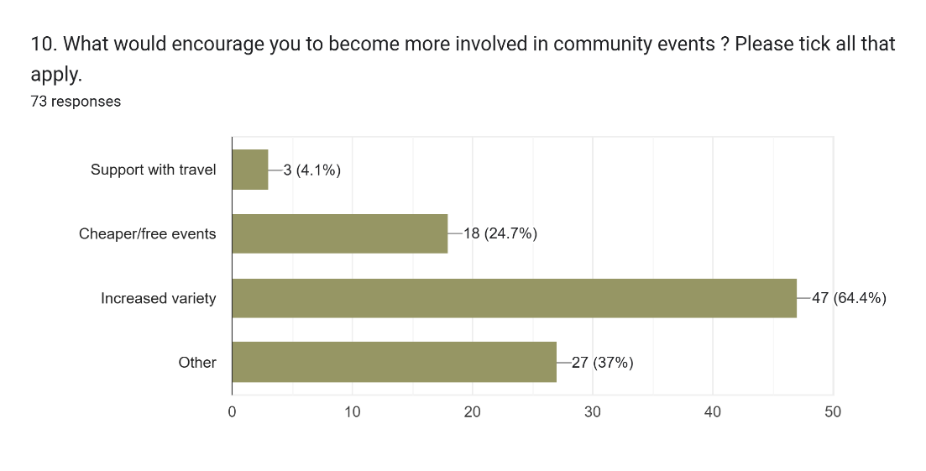 10. What would encourage you to become more involved in community events ? Please tick all that
apply.
73 responses
Support with travel
3 (4.1%)
Cheaper/free events
18 (24.7%)
Increased variety
47 (64.4%)
Other
27 (37%)
0 10 20 30 40 50